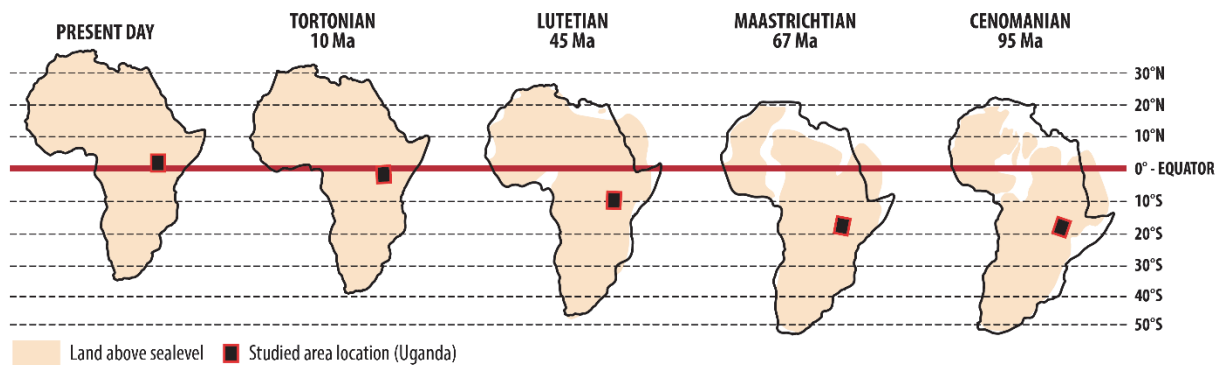 PRESENT DAY
TORTONIAN
10 Ma
LUTETIAN
45 Ma
MAASTRICHTIAN
67 Ma
CENOMANIAN
95 Ma
30°N
20°N
10°N
0° - EQUATOR
10°S
20°S
30°S
40°S
50°S
Land above sealevel
Studied area location (Uganda)